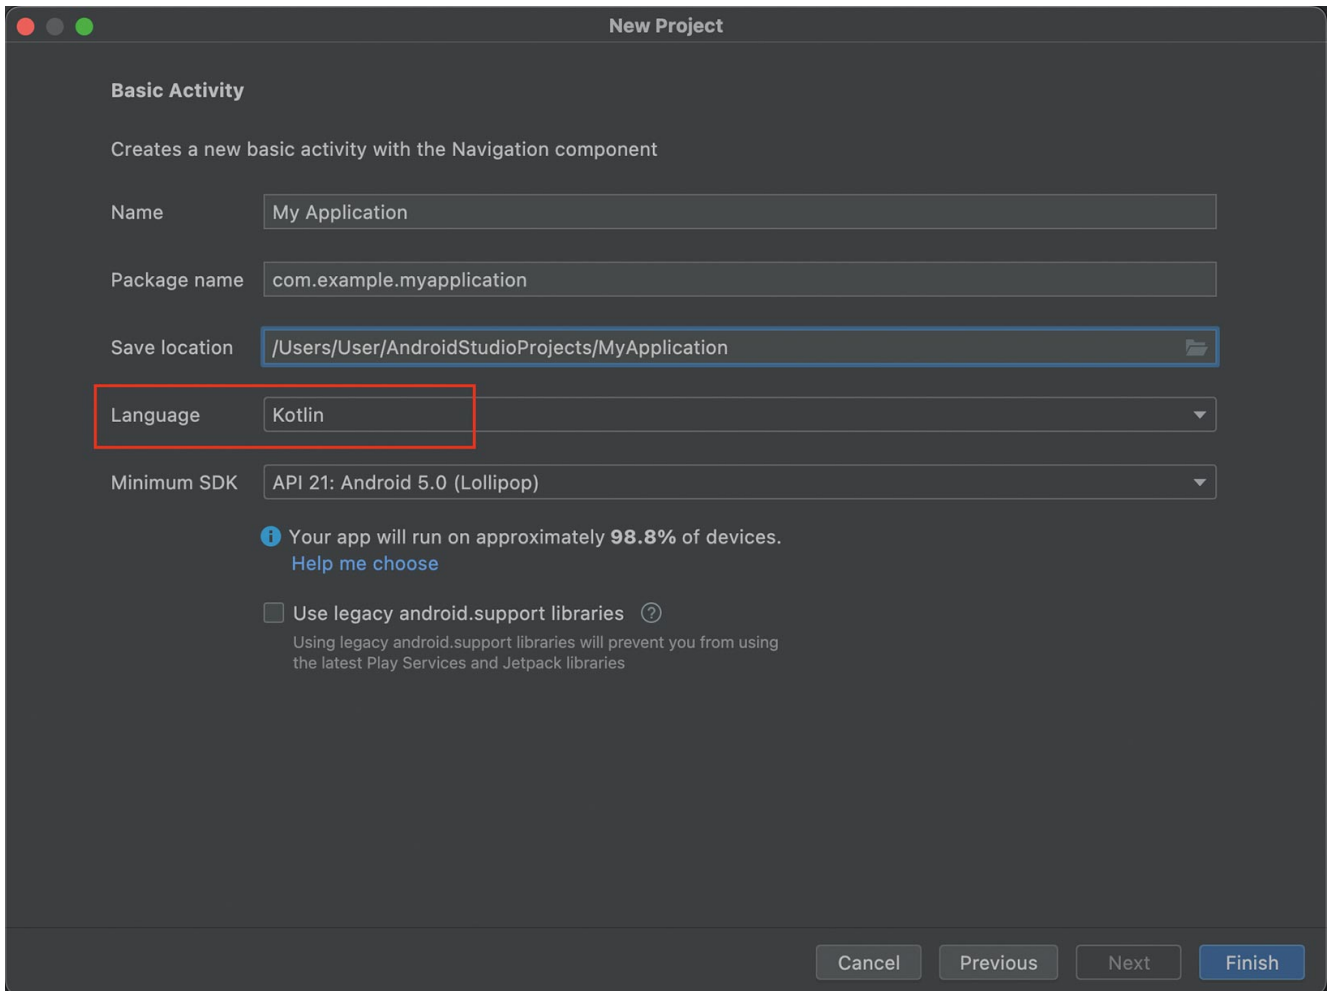 New Project
Basic Activity
Creates a new basic activity with the Navigation component
Name My Application
Package name com.example.myapplication
Save location /Users/User/AndroidStudioProjects/MyApplication
Language Kotlin
Minimum SDK API 21: Android 5.0 (Lollipop)
i Your app will run on approximately 98.8% of devices.
Help me choose
Use legacy android.support libraries ?
Using legacy android.support libraries will prevent you from using
the latest Play Services and Jetpack libraries
Cancel Previous Next Finish